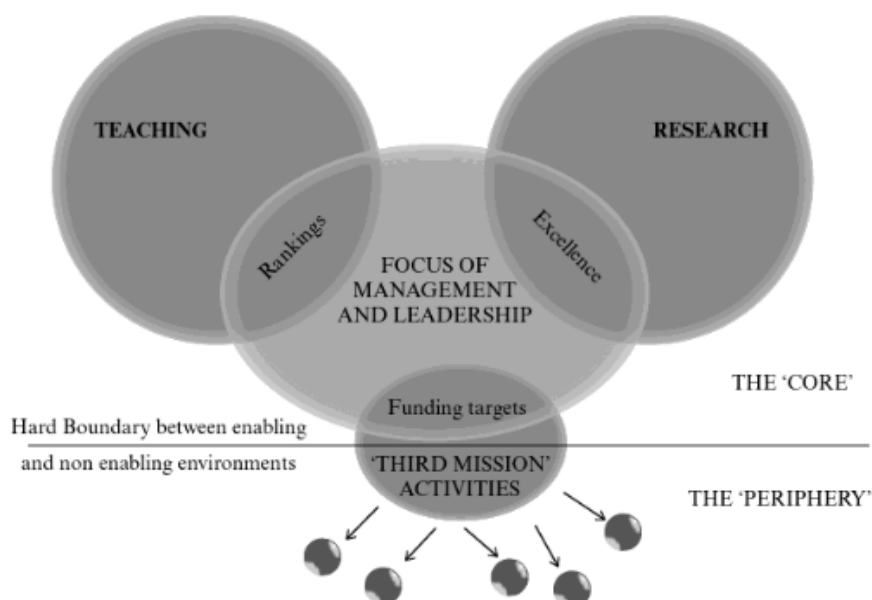 TEACHING
RESEARCH
Rankings
Excellence
FOCUS OF
MANAGEMENT
AND LEADERSHIP
THE ‘CORE’
Funding targets
Hard Boundary between enabling
and non enabling environments
‘THIRD MISSION’
ACTIVITIES
THE ‘PERIPHERY’